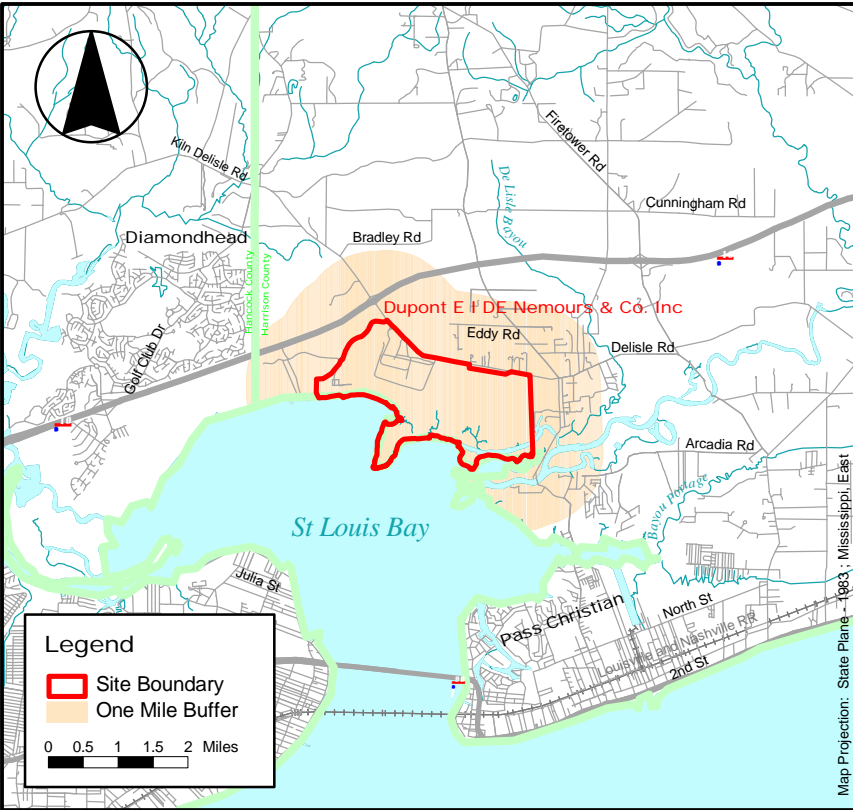 Kiln Delisle Rd
Firetower Rd
De Lisle Bayou
Cunningham Rd
Diamondhead
Bradley Rd
Hancock County
Harrison County
Dupont E I DE Nemours & Co. Inc
Eddy Rd
Delisle Rd
Golf Club Dr
Arcadia Rd
Bayou Portage
St Louis Bay
Julia St
Pass Christian
North St
Louisville and Nashville RR
2nd St
Legend
Site Boundary
One Mile Buffer
0 0.5 1 1.5 2 Miles
Map Projection: State Plane - 1983 ; Mississippi, East